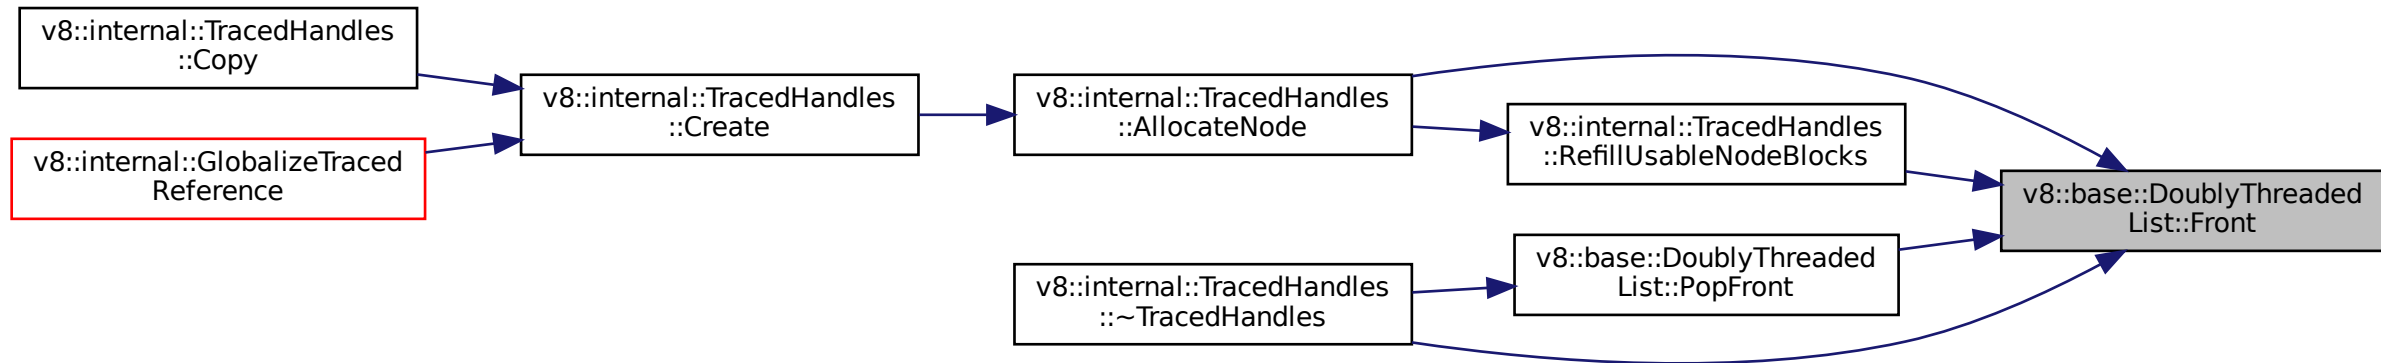 v8::internal::TracedHandles
::Copy
v8::internal::GlobalizeTraced
Reference
v8::internal::TracedHandles
::Create
v8::internal::TracedHandles
::AllocateNode
v8::internal::TracedHandles
::~TracedHandles
v8::internal::TracedHandles
::RefillUsableNodeBlocks
v8::base::DoublyThreaded
List::PopFront
v8::base::DoublyThreaded
List::Front